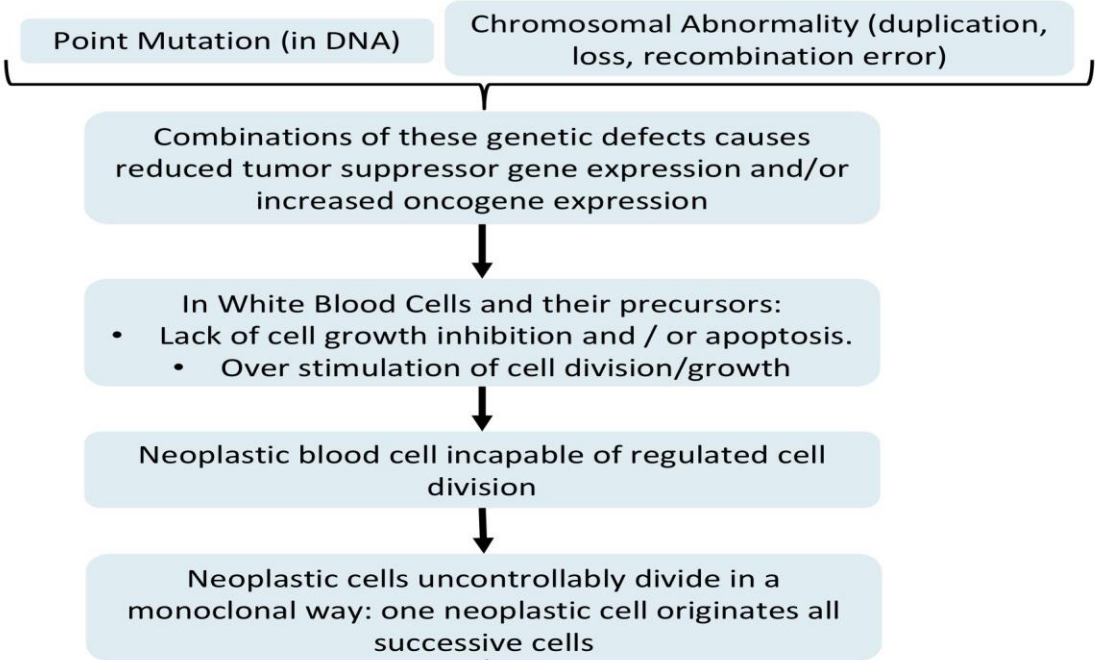 Point Mutation (in DNA)
Chromosomal Abnormality (duplication,
loss, recombination error)
Combinations of these genetic defects causes
reduced tumor suppressor gene expression and/or
increased oncogene expression
In White Blood Cells and their precursors:
• Lack of cell growth inhibition and / or apoptosis.
• Over stimulation of cell division/growth
Neoplastic blood cell incapable of regulated cell
division
Neoplastic cells uncontrollably divide in a
monoclonal way: one neoplastic cell originates all
successive cells